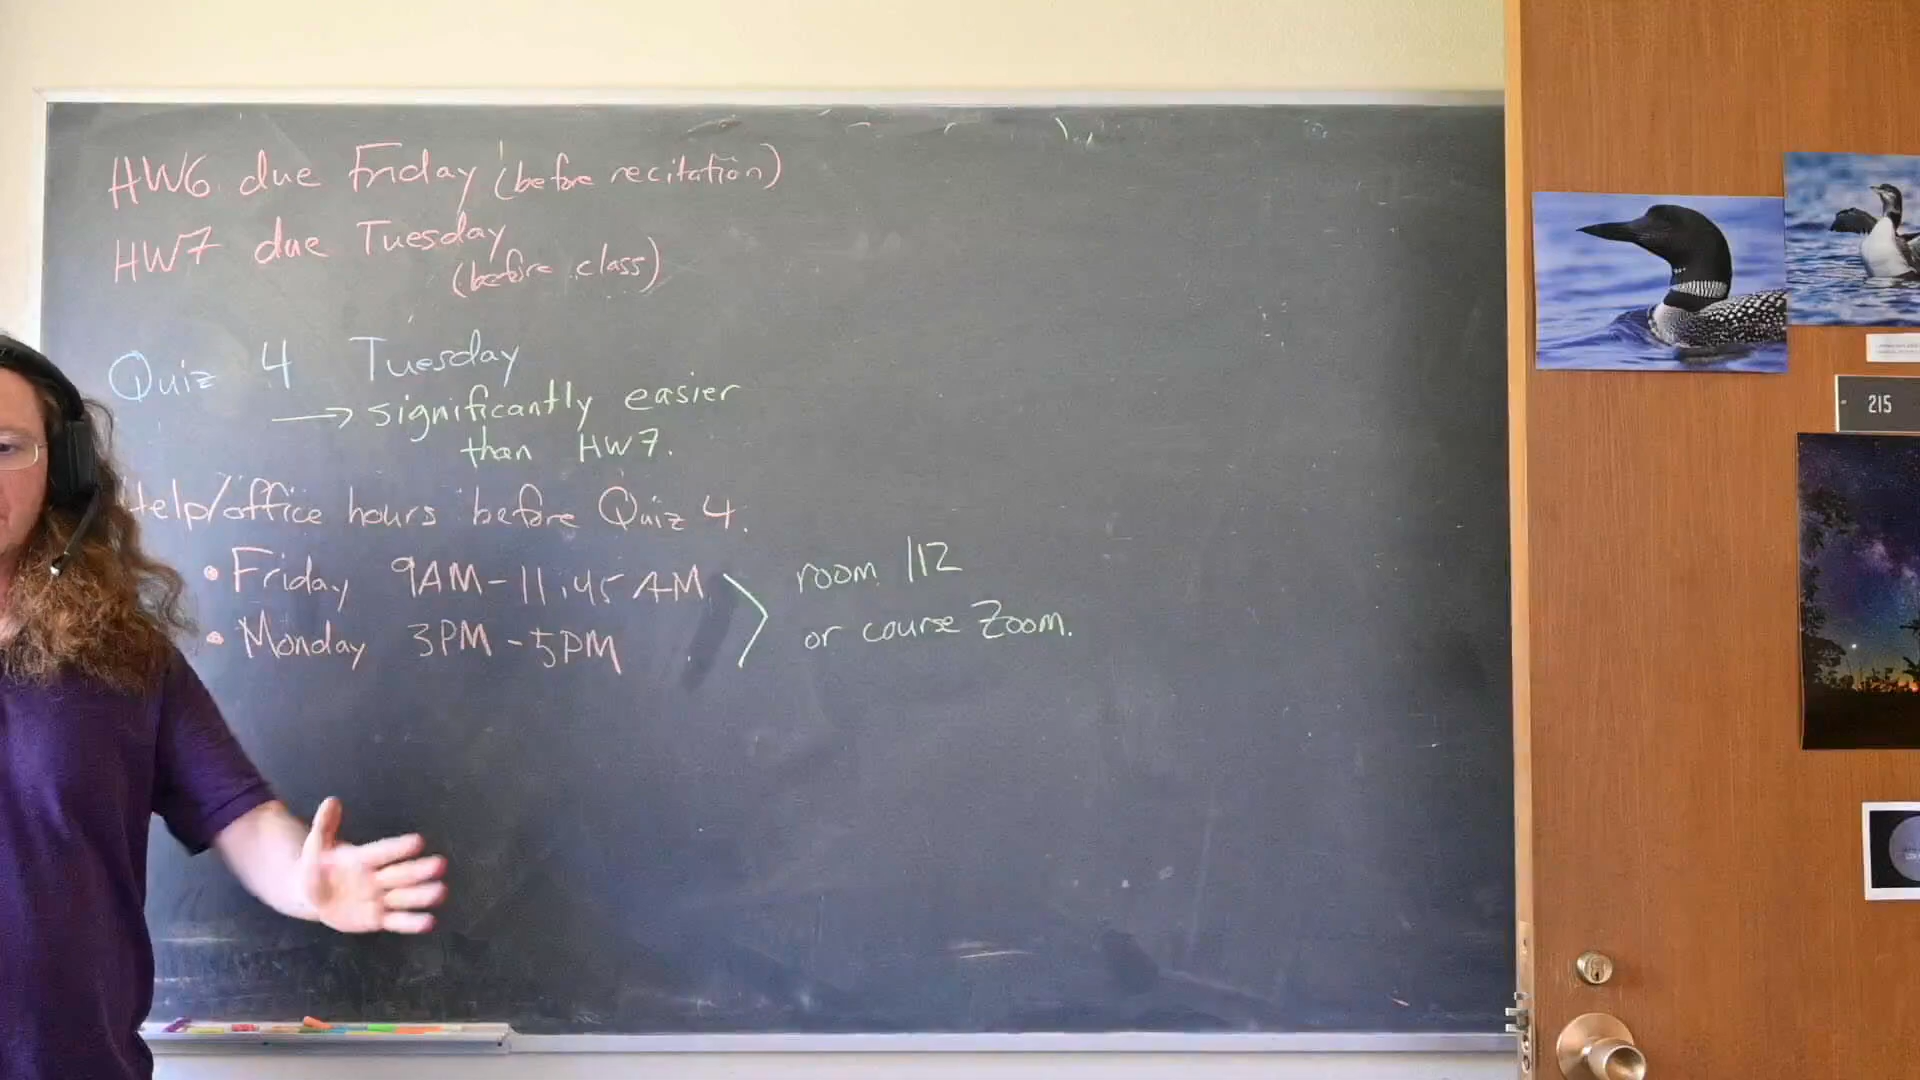 HW6 due Friday (before recitation)
HW7 due Tuesday
(before class)
Quiz 4 Tuesday
→ significantly easier
than HW7.
Help/office hours before Quiz 4.
• Friday 9AM-11:45AM
• Monday 3PM-5PM
room 112
or course Zoom.
215